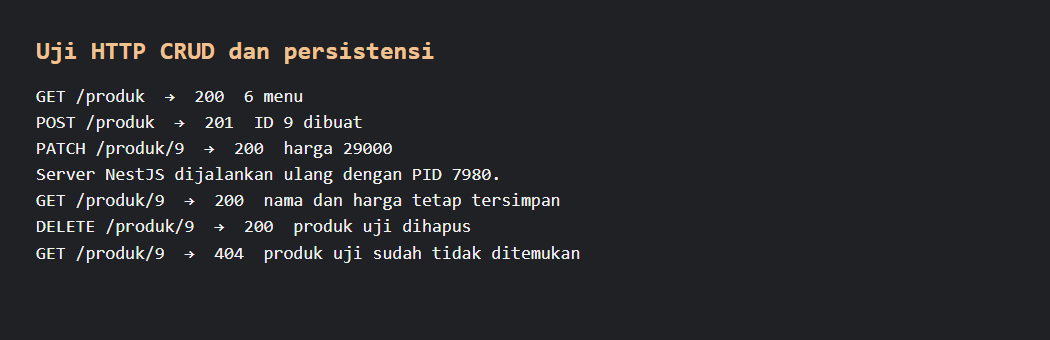 Uji HTTP CRUD dan persistensi
GET /produk → 200 6 menu
POST /produk → 201 ID 9 dibuat
PATCH /produk/9 → 200 harga 29000
Server NestJS dijalankan ulang dengan PID 7980.
GET /produk/9 → 200 nama dan harga tetap tersimpan
DELETE /produk/9 → 200 produk uji dihapus
GET /produk/9 → 404 produk uji sudah tidak ditemukan